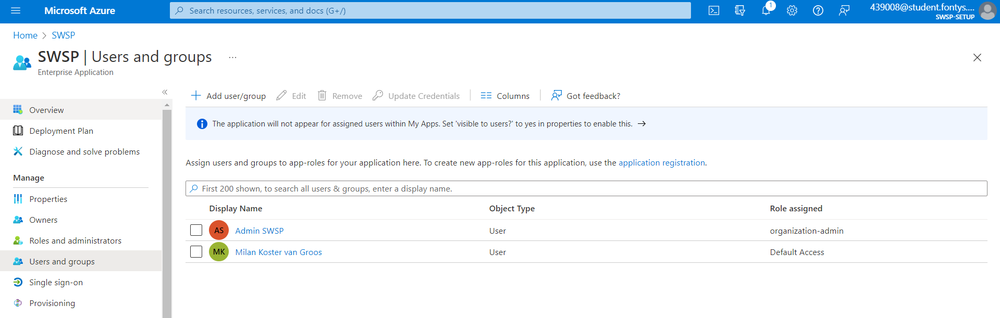 Microsoft Azure
Search resources, services, and docs (G+/)
1
439008@student.fontys....
SWSP-SETUP
Home > SWSP
SWSP | Users and groups ...
Enterprise Application
«
Add user/group Edit Remove Update Credentials Columns Got feedback?
Overview
Deployment Plan
Diagnose and solve problems
Manage
Properties
Owners
Roles and administrators
Users and groups
Single sign-on
Provisioning
The application will not appear for assigned users within My Apps. Set 'visible to users?' to yes in properties to enable this. →
Assign users and groups to app-roles for your application here. To create new app-roles for this application, use the application registration.
First 200 shown, to search all users & groups, enter a display name.
Display Name Object Type Role assigned
AS Admin SWSP User organization-admin
MK Milan Koster van Groos User Default Access